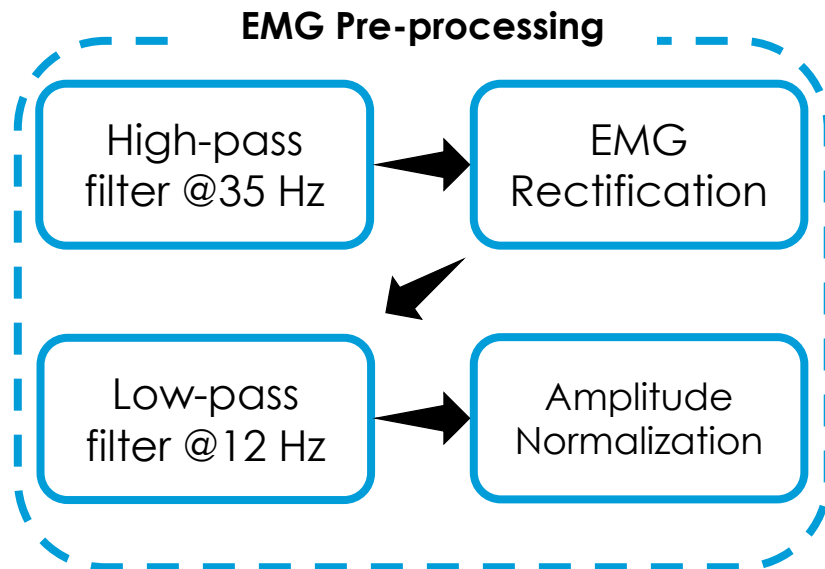 EMG Pre-processing
High-pass
filter @35 Hz
EMG
Rectification
Low-pass
filter @12 Hz
Amplitude
Normalization